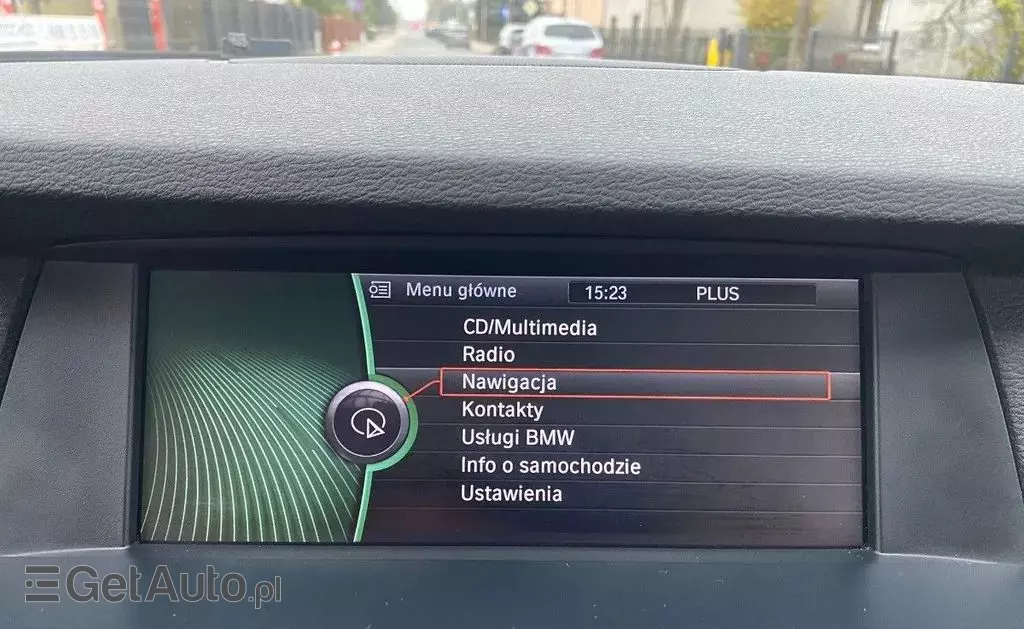 Menu główne 15:23 PLUS
CD/Multimedia
Radio
Nawigacja
Kontakty
Usługi BMW
Info o samochodzie
Ustawienia
GetAuto.pl